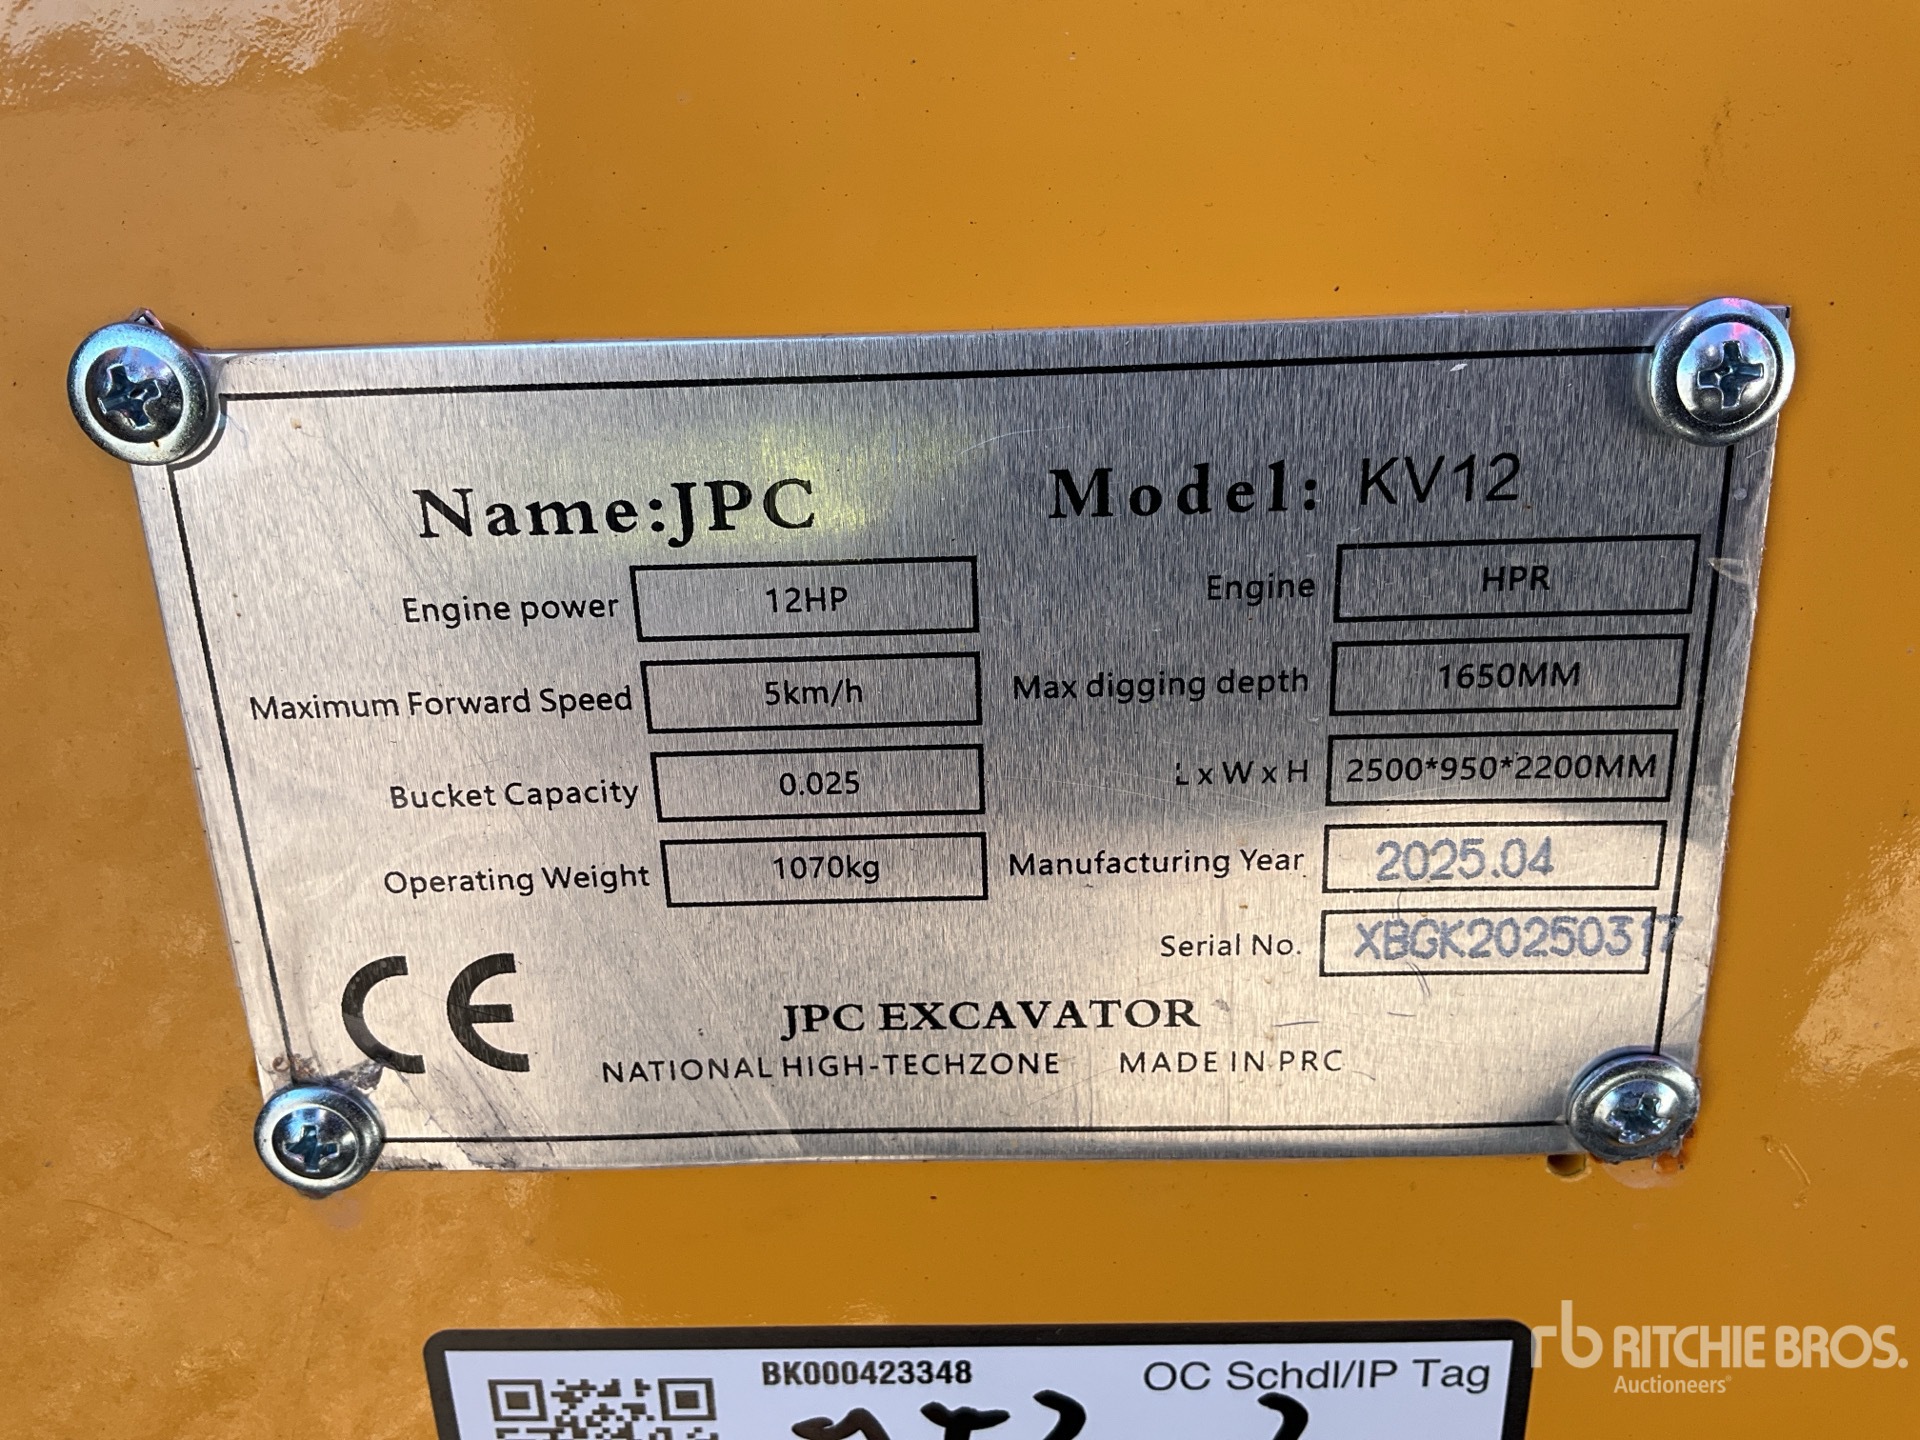 Name:JPC Model: KV12
Engine power 12HP Engine HPR
Maximum Forward Speed 5km/h Max digging depth 1650MM
Bucket Capacity 0.025 L x W x H 2500*950*2200MM
Operating Weight 1070kg Manufacturing Year 2025.04
Serial No. XBGK20250317
CE
JPC EXCAVATOR
NATIONAL HIGH-TECHZONE MADE IN PRC
BK000423348 OC Schdl/IP Tag
rb RITCHIE BROS.
Auctioneers